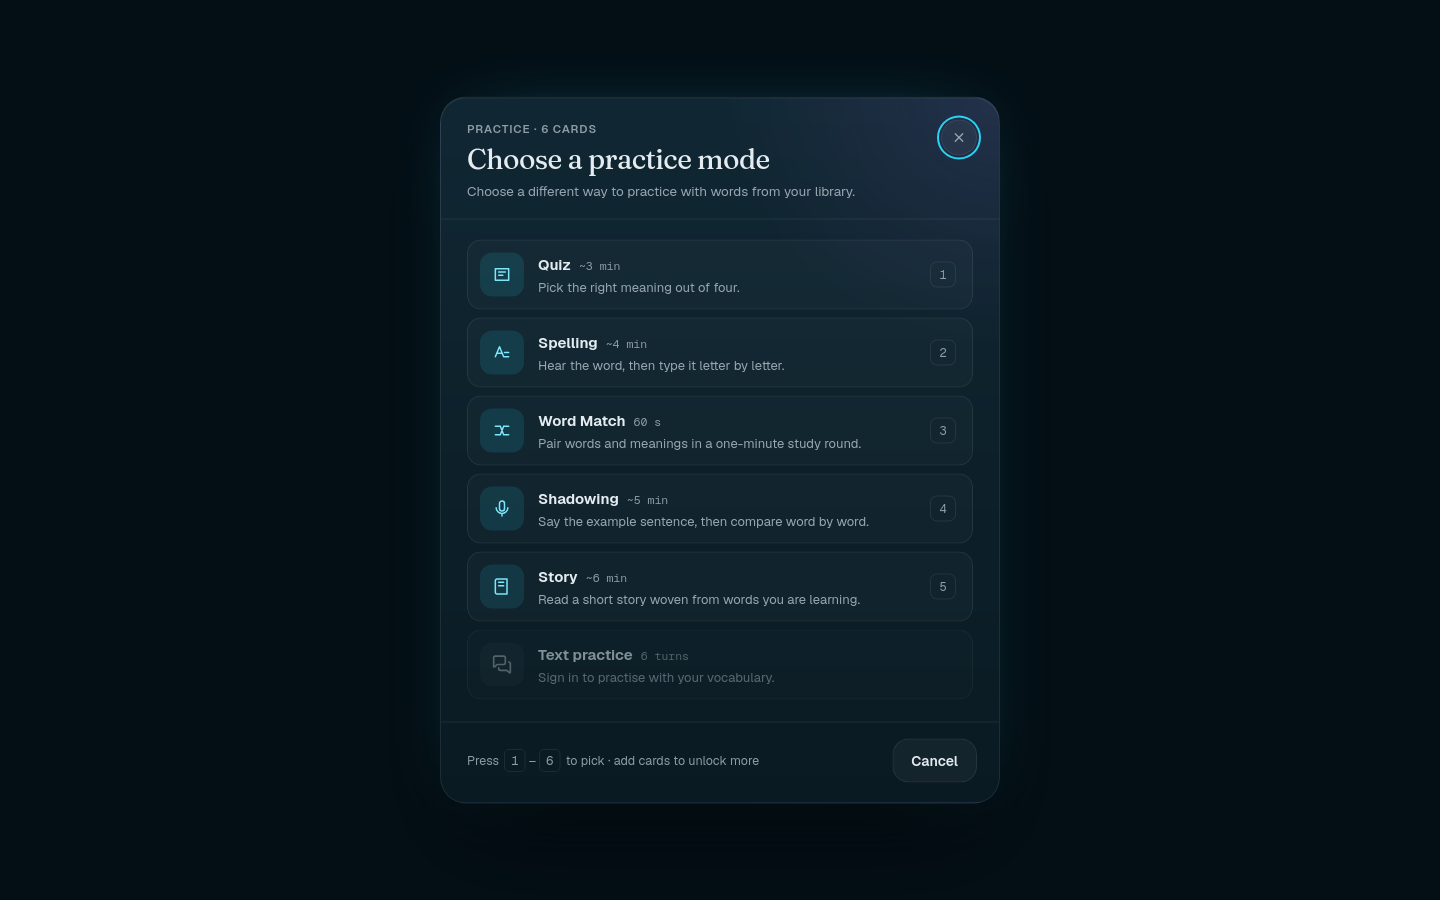 PRACTICE · 6 CARDS
Choose a practice mode
Choose a different way to practice with words from your library.
Quiz ~3 min
Pick the right meaning out of four.
1
Spelling ~4 min
Hear the word, then type it letter by letter.
2
Word Match 60 s
Pair words and meanings in a one-minute study round.
3
Shadowing ~5 min
Say the example sentence, then compare word by word.
4
Story ~6 min
Read a short story woven from words you are learning.
5
Text practice 6 turns
Sign in to practise with your vocabulary.
Press 1 – 6 to pick · add cards to unlock more
Cancel